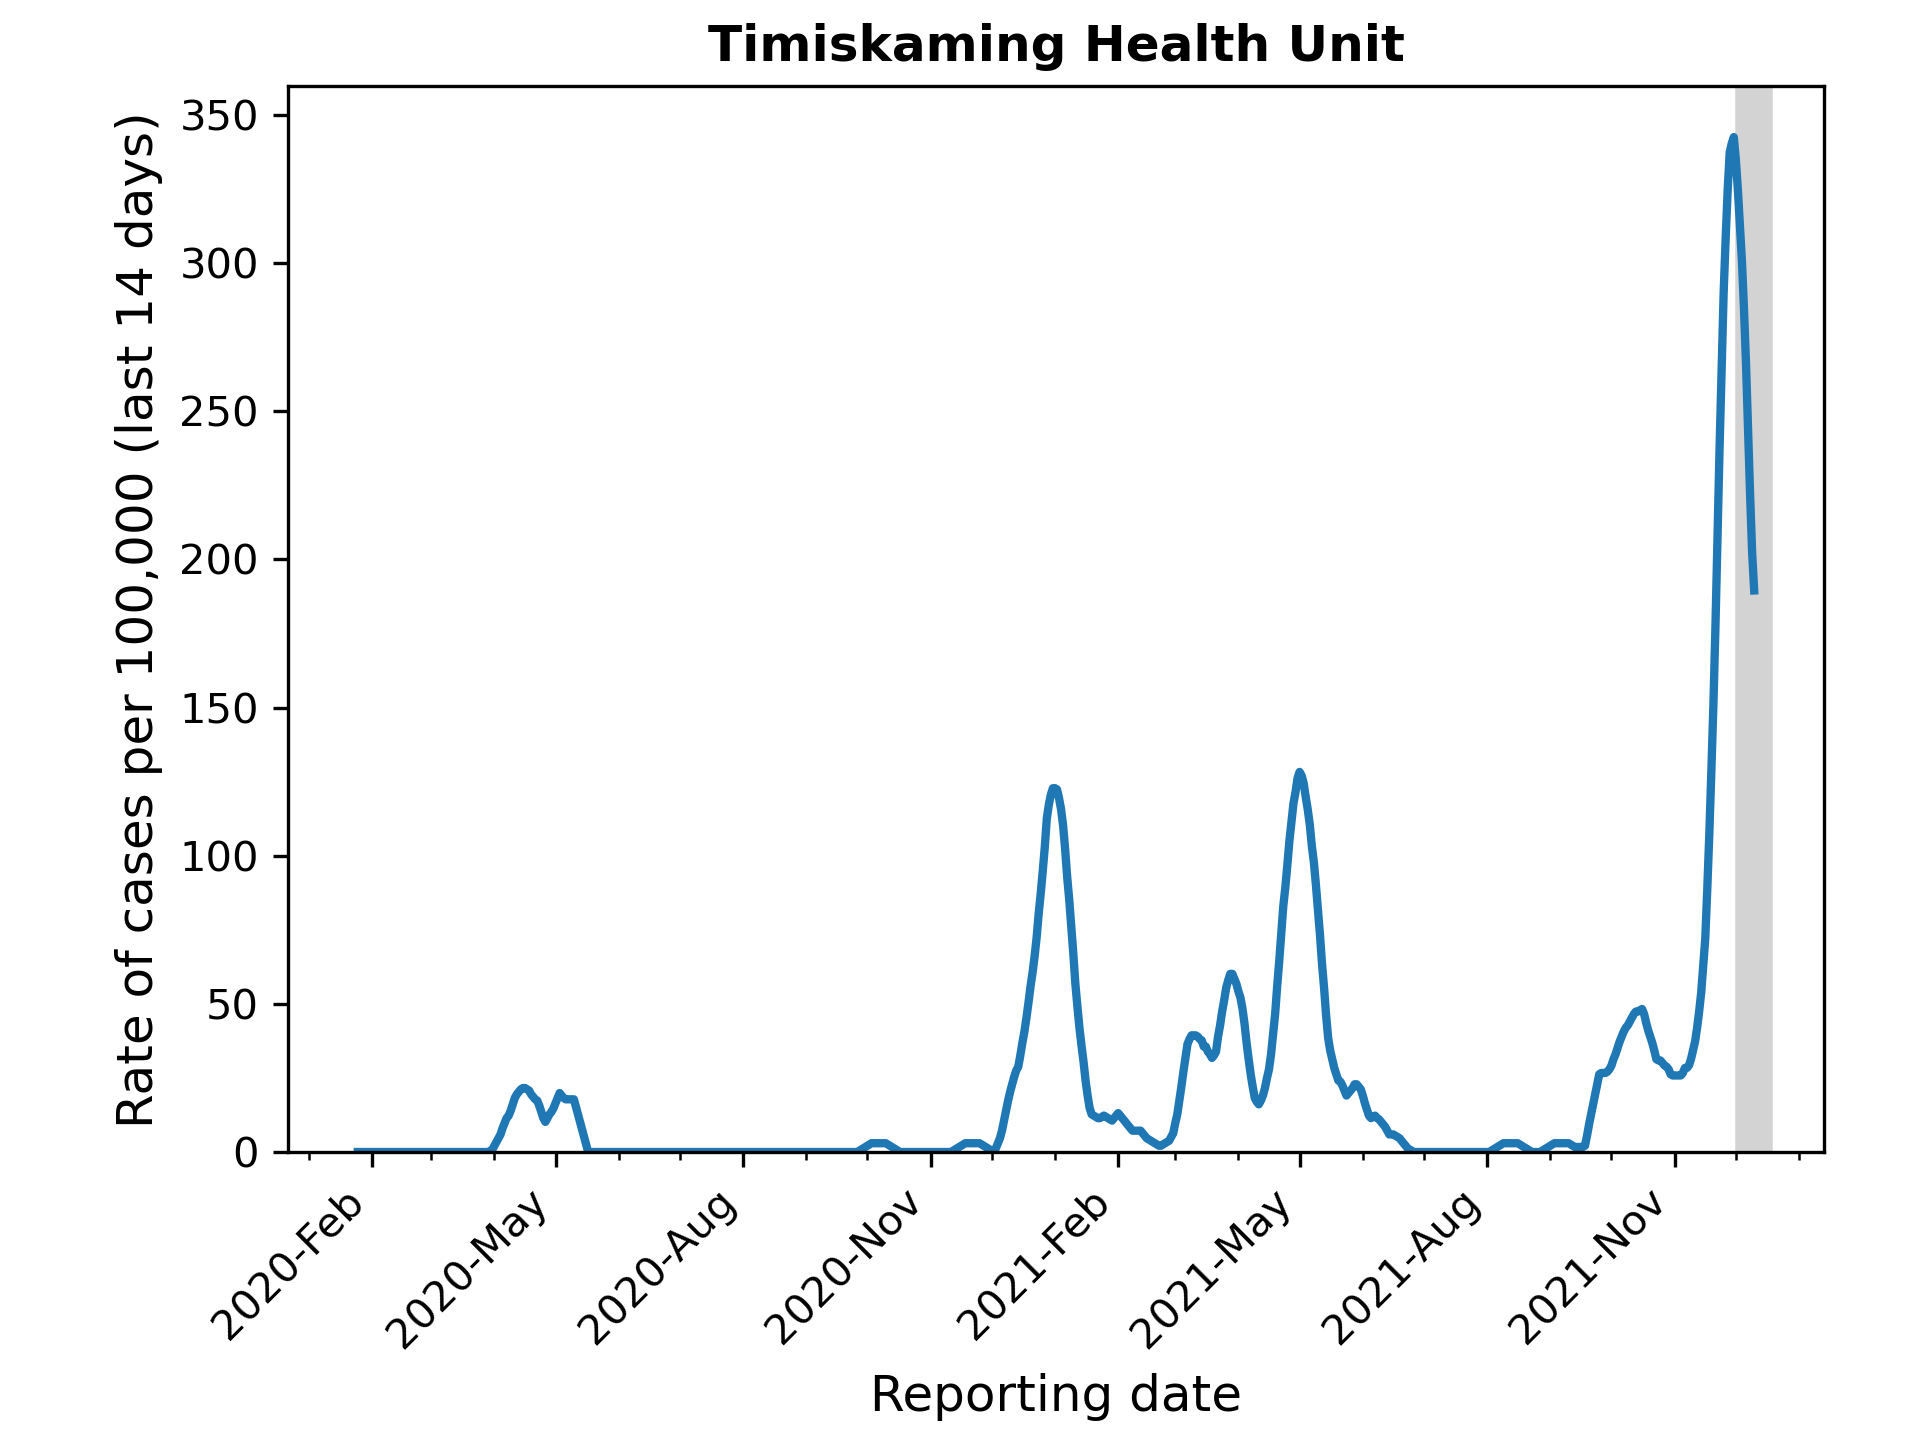 Timiskaming Health Unit
Rate of cases per 100,000 (last 14 days)
350
300
250
200
150
100
50
0
2020-Feb
2020-May
2020-Aug
2020-Nov
2021-Feb
2021-May
2021-Aug
2021-Nov
Reporting date